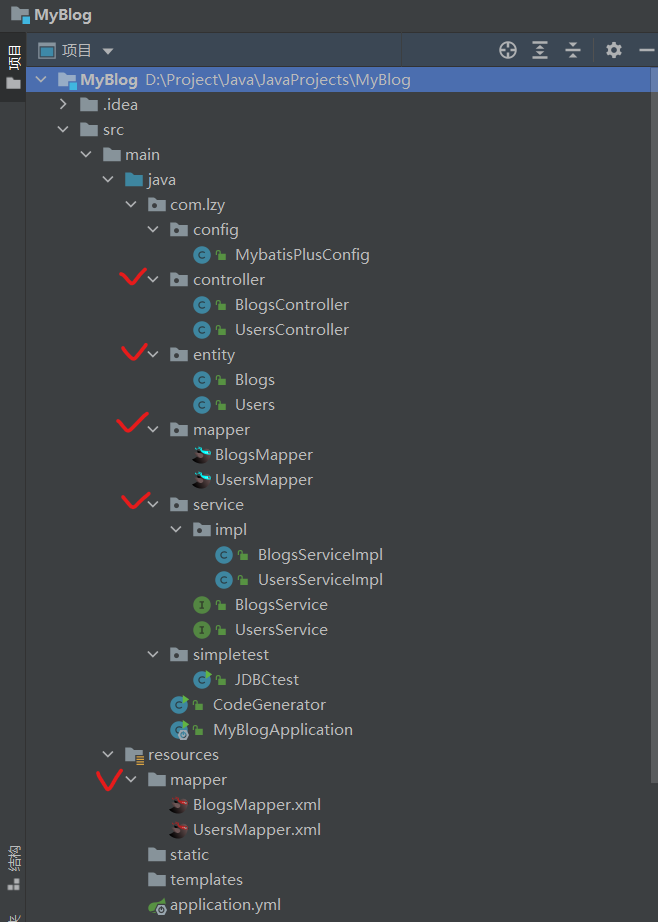 MyBlog
项目
项目
MyBlog D:\Project\Java\JavaProjects\MyBlog
.idea
src
main
java
com.lzy
config
C MybatisPlusConfig
controller
C BlogsController
C UsersController
entity
C Blogs
C Users
mapper
BlogsMapper
UsersMapper
service
impl
C BlogsServiceImpl
C UsersServiceImpl
I BlogsService
I UsersService
simpletest
C JDBCtest
C CodeGenerator
C MyBlogApplication
resources
mapper
BlogsMapper.xml
UsersMapper.xml
结构
static
templates
application.yml